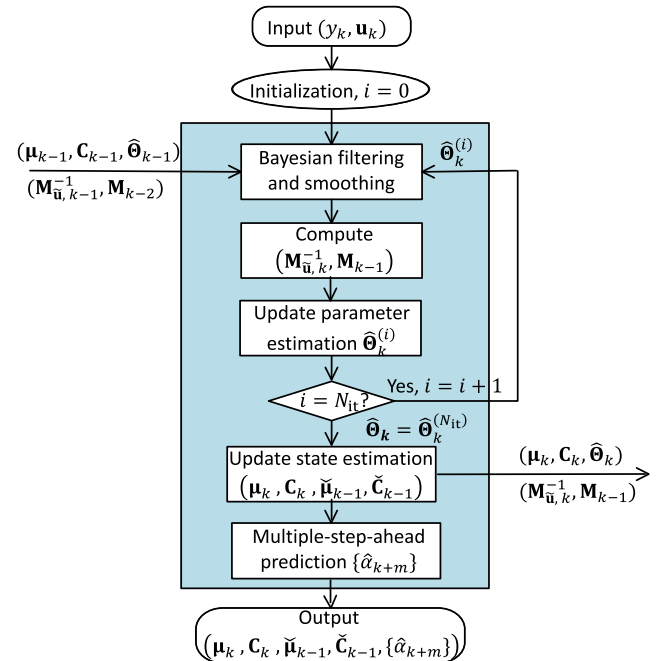 Input (y_k, 𝐮_k)
Initialization, i = 0
(𝛍_{k−1}, 𝐂_{k−1}, 𝚯̂_{k−1})
(𝐌^{−1}_{𝐮̃, k−1}, 𝐌_{k−2})
Bayesian filtering
and smoothing
𝚯̂_k^{(i)}
Compute
(𝐌^{−1}_{𝐮̃, k}, 𝐌_{k−1})
Update parameter
estimation 𝚯̂_k^{(i)}
i = N_it?
Yes, i = i + 1
𝚯̂_𝒌 = 𝚯̂_k^{(N_it)}
Update state estimation
(𝛍_k , 𝐂_k , 𝛍̆_{k−1}, 𝐂̆_{k−1})
(𝛍_k, 𝐂_k, 𝚯̂_k)
(𝐌^{−1}_{𝐮̃, k}, 𝐌_{k−1})
Multiple-step-ahead
prediction {α̂_{k+m}}
Output
(𝛍_k , 𝐂_k , 𝛍̆_{k−1}, 𝐂̆_{k−1}, {α̂_{k+m}})